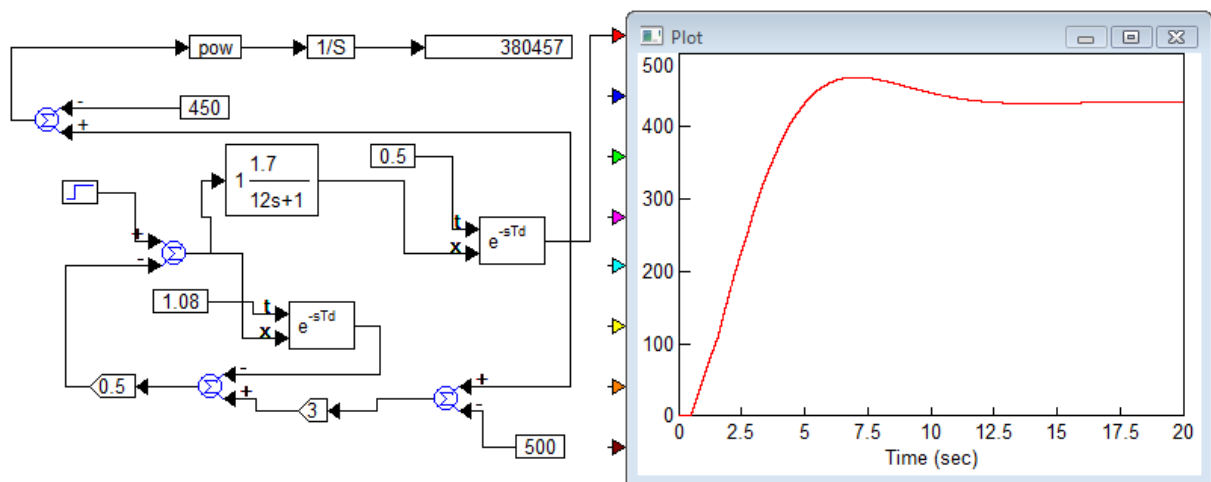 pow
1/S
380457
-
450
+
1
1.7
12s+1
0.5
t
x
e-sTd
+
-
1.08
t
x
e-sTd
-
0.5
+
3
+
-
500
Plot
500
400
300
200
100
0
0 2.5 5 7.5 10 12.5 15 17.5 20
Time (sec)